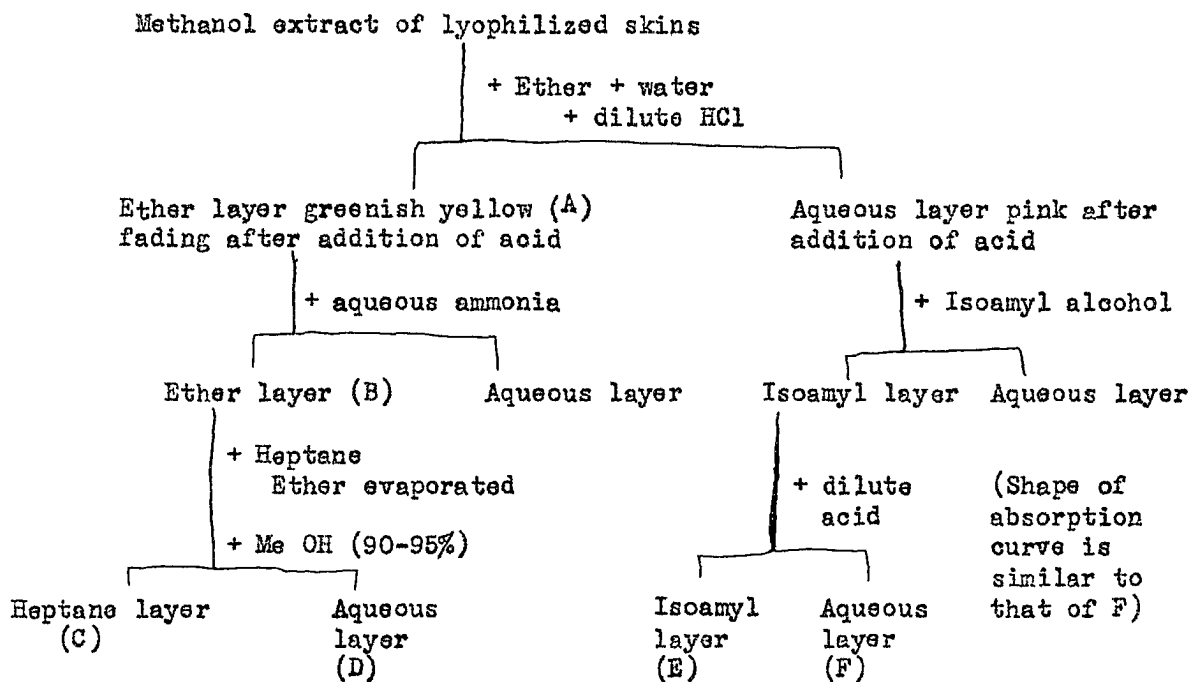 Methanol extract of lyophilized skins
+ Ether + water
+ dilute HCl
Ether layer greenish yellow (A)
fading after addition of acid
Aqueous layer pink after
addition of acid
+ aqueous ammonia
+ Isoamyl alcohol
Ether layer (B)
Aqueous layer
Isoamyl layer
Aqueous layer
+ Heptane
Ether evaporated
+ Me OH (90-95%)
+ dilute
acid
(Shape of
absorption
curve is
similar to
that of F)
Heptane layer
(C)
Aqueous
layer
(D)
Isoamyl
layer
(E)
Aqueous
layer
(F)